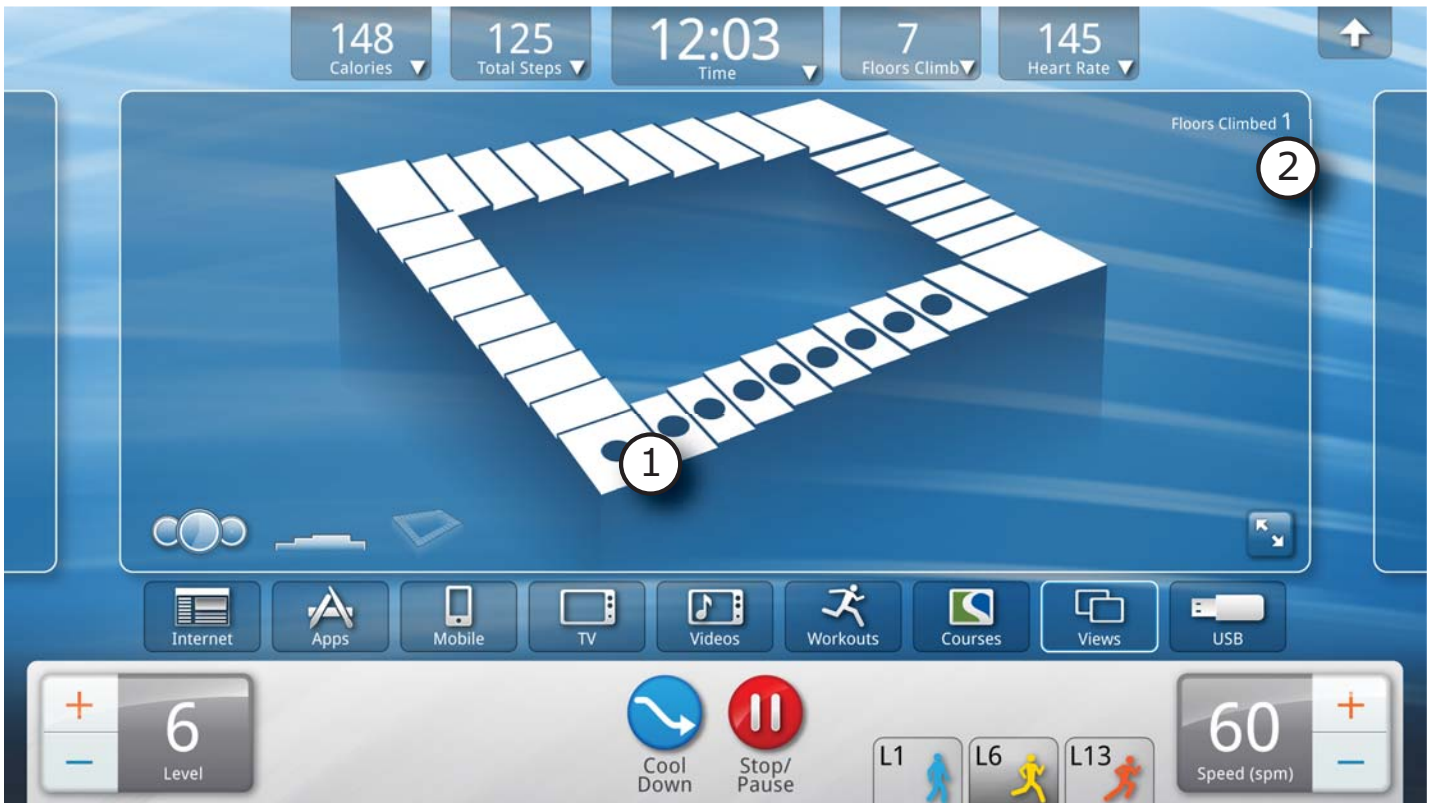 148
Calories
125
Total Steps
12:03
Time
7
Floors Climb
145
Heart Rate
Floors Climbed 1
2
1
Internet
Apps
Mobile
TV
Videos
Workouts
Courses
Views
USB
6
Level
Cool
Down
Stop/
Pause
L1
L6
L13
60
Speed (spm)